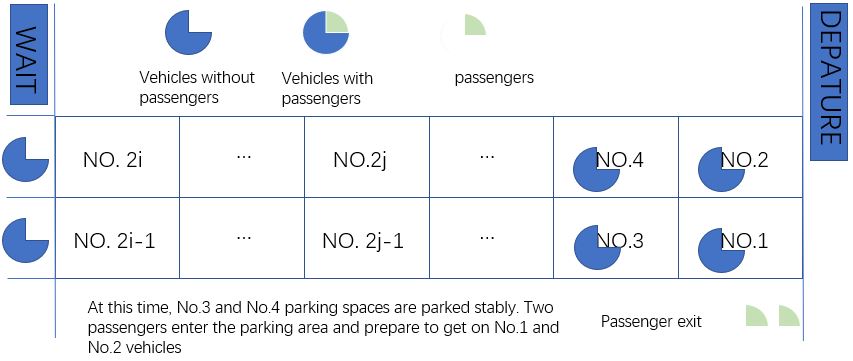 WAIT
DEPATURE
Vehicles without
passengers
Vehicles with
passengers
passengers
NO. 2i
...
NO.2j
...
NO.4
NO.2
NO. 2i-1
...
NO. 2j-1
...
NO.3
NO.1
At this time, No.3 and No.4 parking spaces are parked stably. Two
passengers enter the parking area and prepare to get on No.1 and
No.2 vehicles
Passenger exit